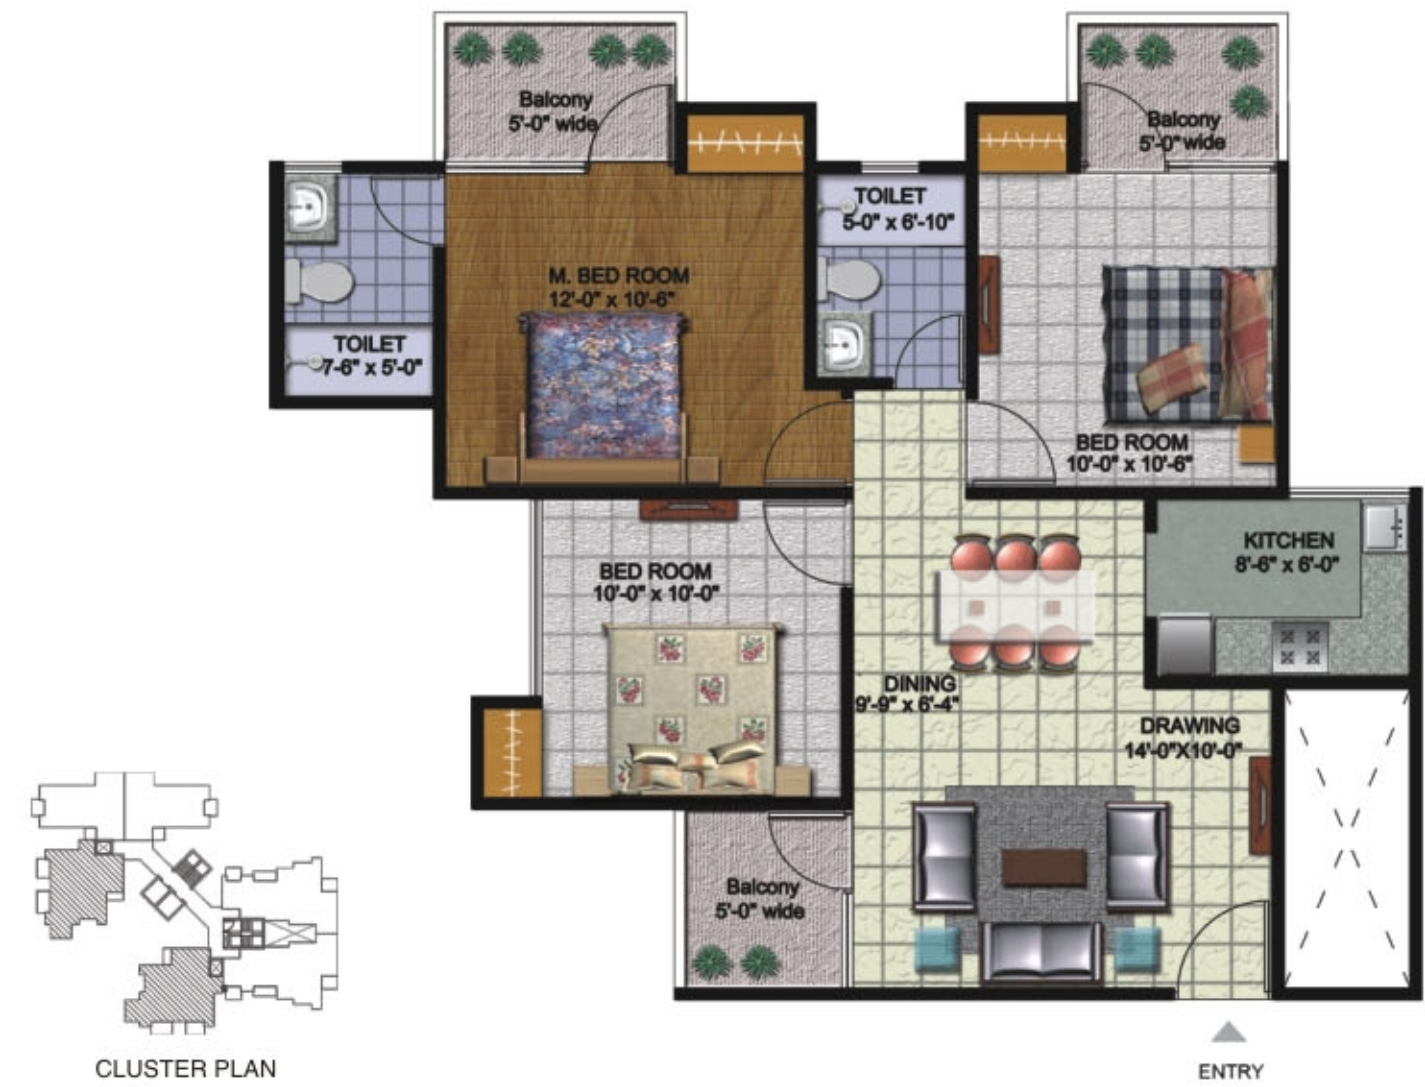 Balcony
5'-0" wide
Balcony
5'-0" wide
TOILET
5-0" x 6'-10"
M. BED ROOM
12'-0" x 10'-6"
TOILET
7-6" x 5'-0"
BED ROOM
10'-0" x 10'-6"
KITCHEN
8'-6" x 6'-0"
BED ROOM
10'-0" x 10'-0"
DINING
9'-9" x 6'-4"
DRAWING
14'-0"X10'-0"
Balcony
5'-0" wide
CLUSTER PLAN
ENTRY